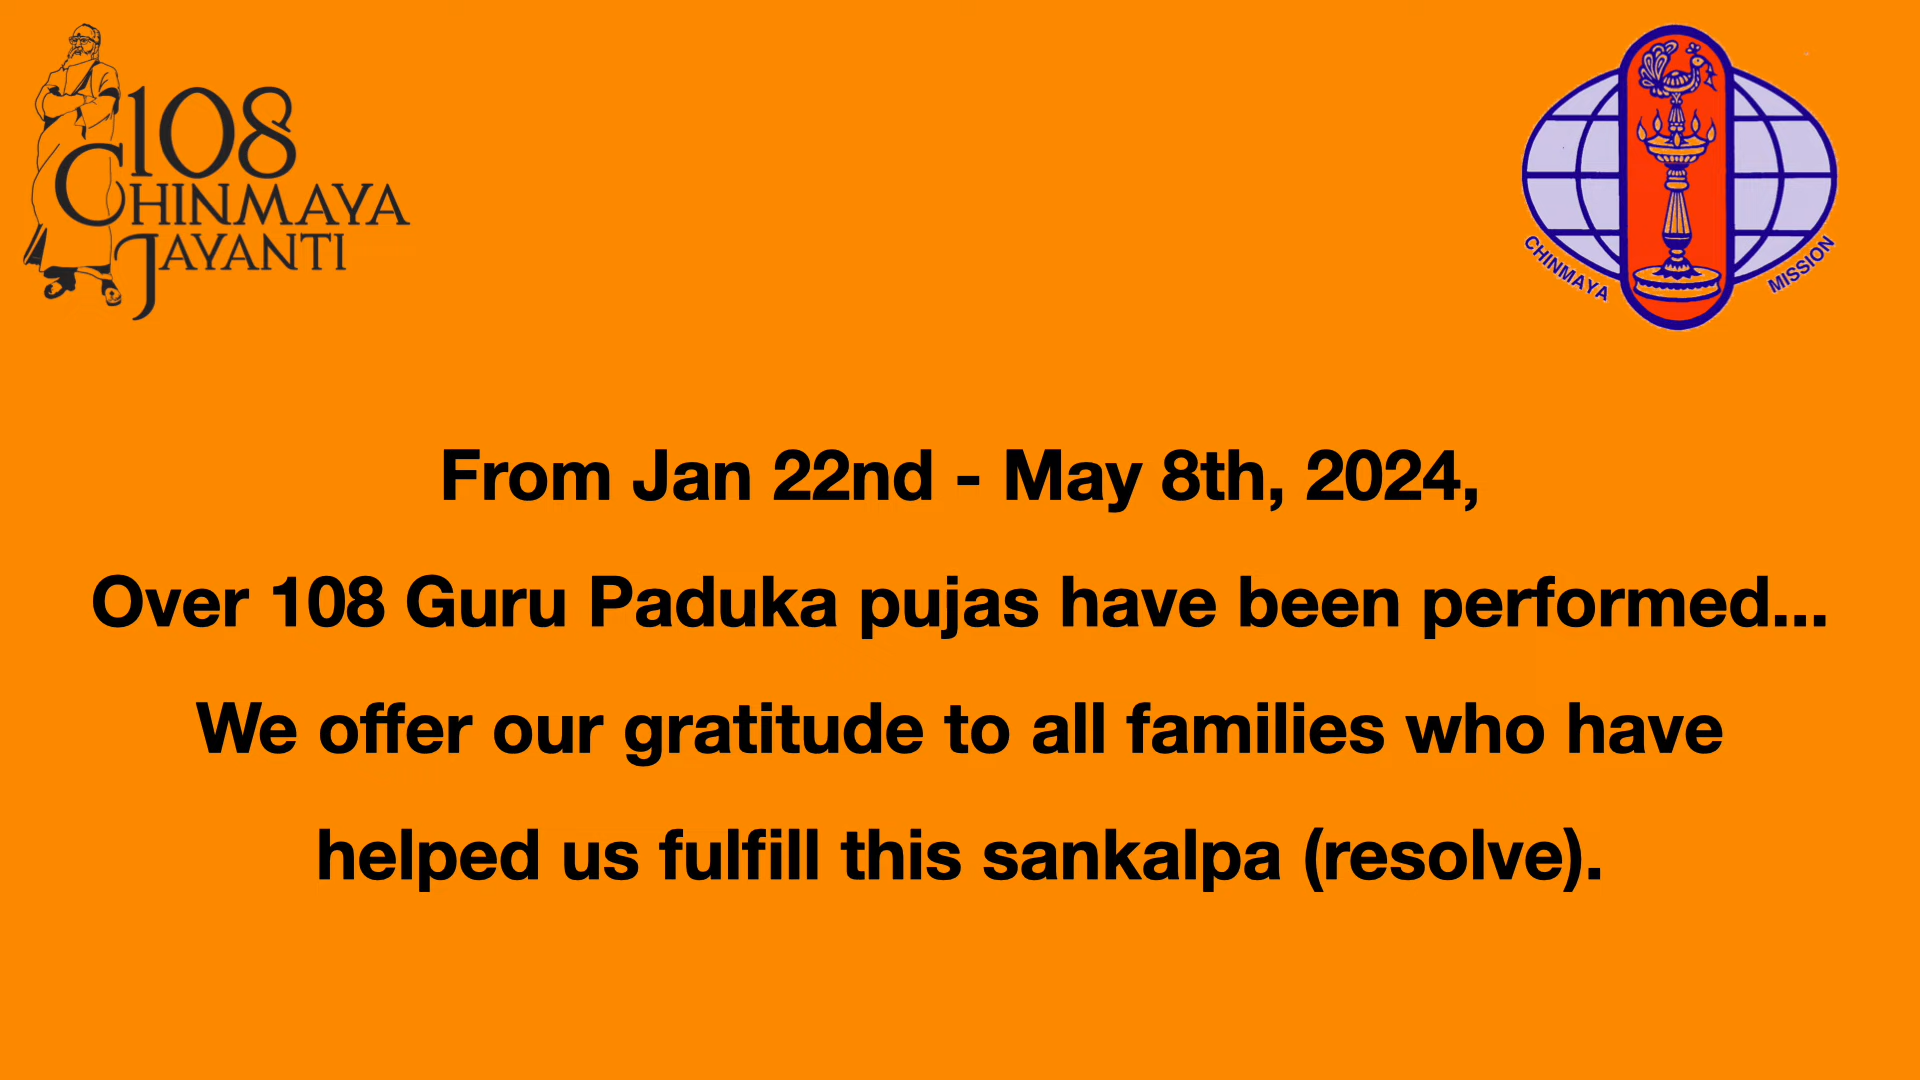 108
CHINMAYA
JAYANTI
CHINMAYA MISSION
From Jan 22nd - May 8th, 2024,
Over 108 Guru Paduka pujas have been performed...
We offer our gratitude to all families who have
helped us fulfill this sankalpa (resolve).